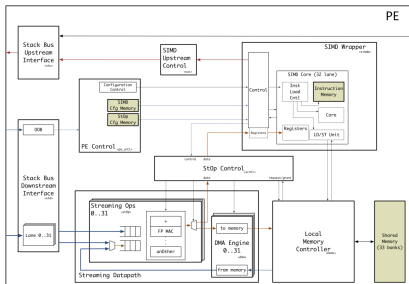 PE
Stack Bus
Upstream
Interface
SIMD
Upstream
Control
SIMD Wrapper
SIMD Core (32 lane)
Control
Inst
Load
Cntl
Instruction
Memory
Core
Registers
Registers
LD/ST Unit
Configuration
Control
SIMD
Cfg Memory
StOp
Cfg Memory
PE Control
OOB
Stack Bus
Downstream
Interface
Lane 0..31
control
data
StOp Control
data
request/grant
Streaming Ops
0..31
+
FP MAC
anOther
Streaming Datapath
to memory
DMA Engine
0..31
from memory
Local
Memory
Controller
Shared
Memory
(33 banks)